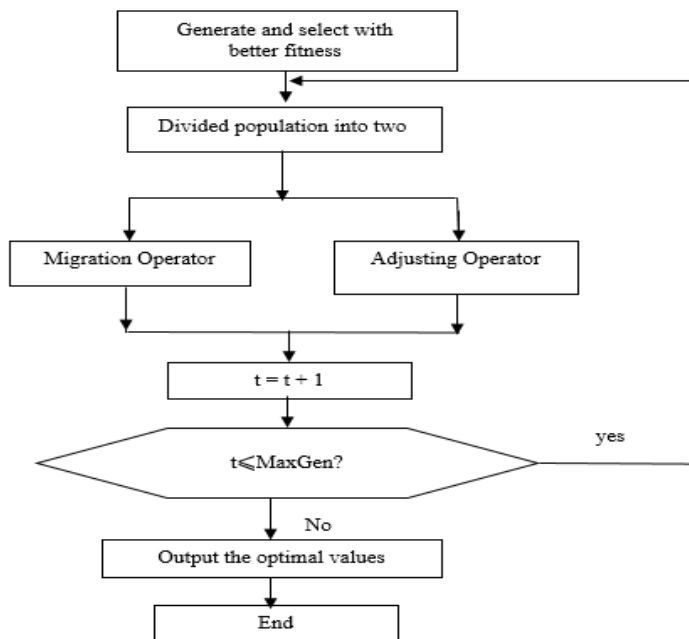 Generate and select with
better fitness
Divided population into two
Migration Operator
Adjusting Operator
t = t + 1
t⩽MaxGen?
yes
No
Output the optimal values
End